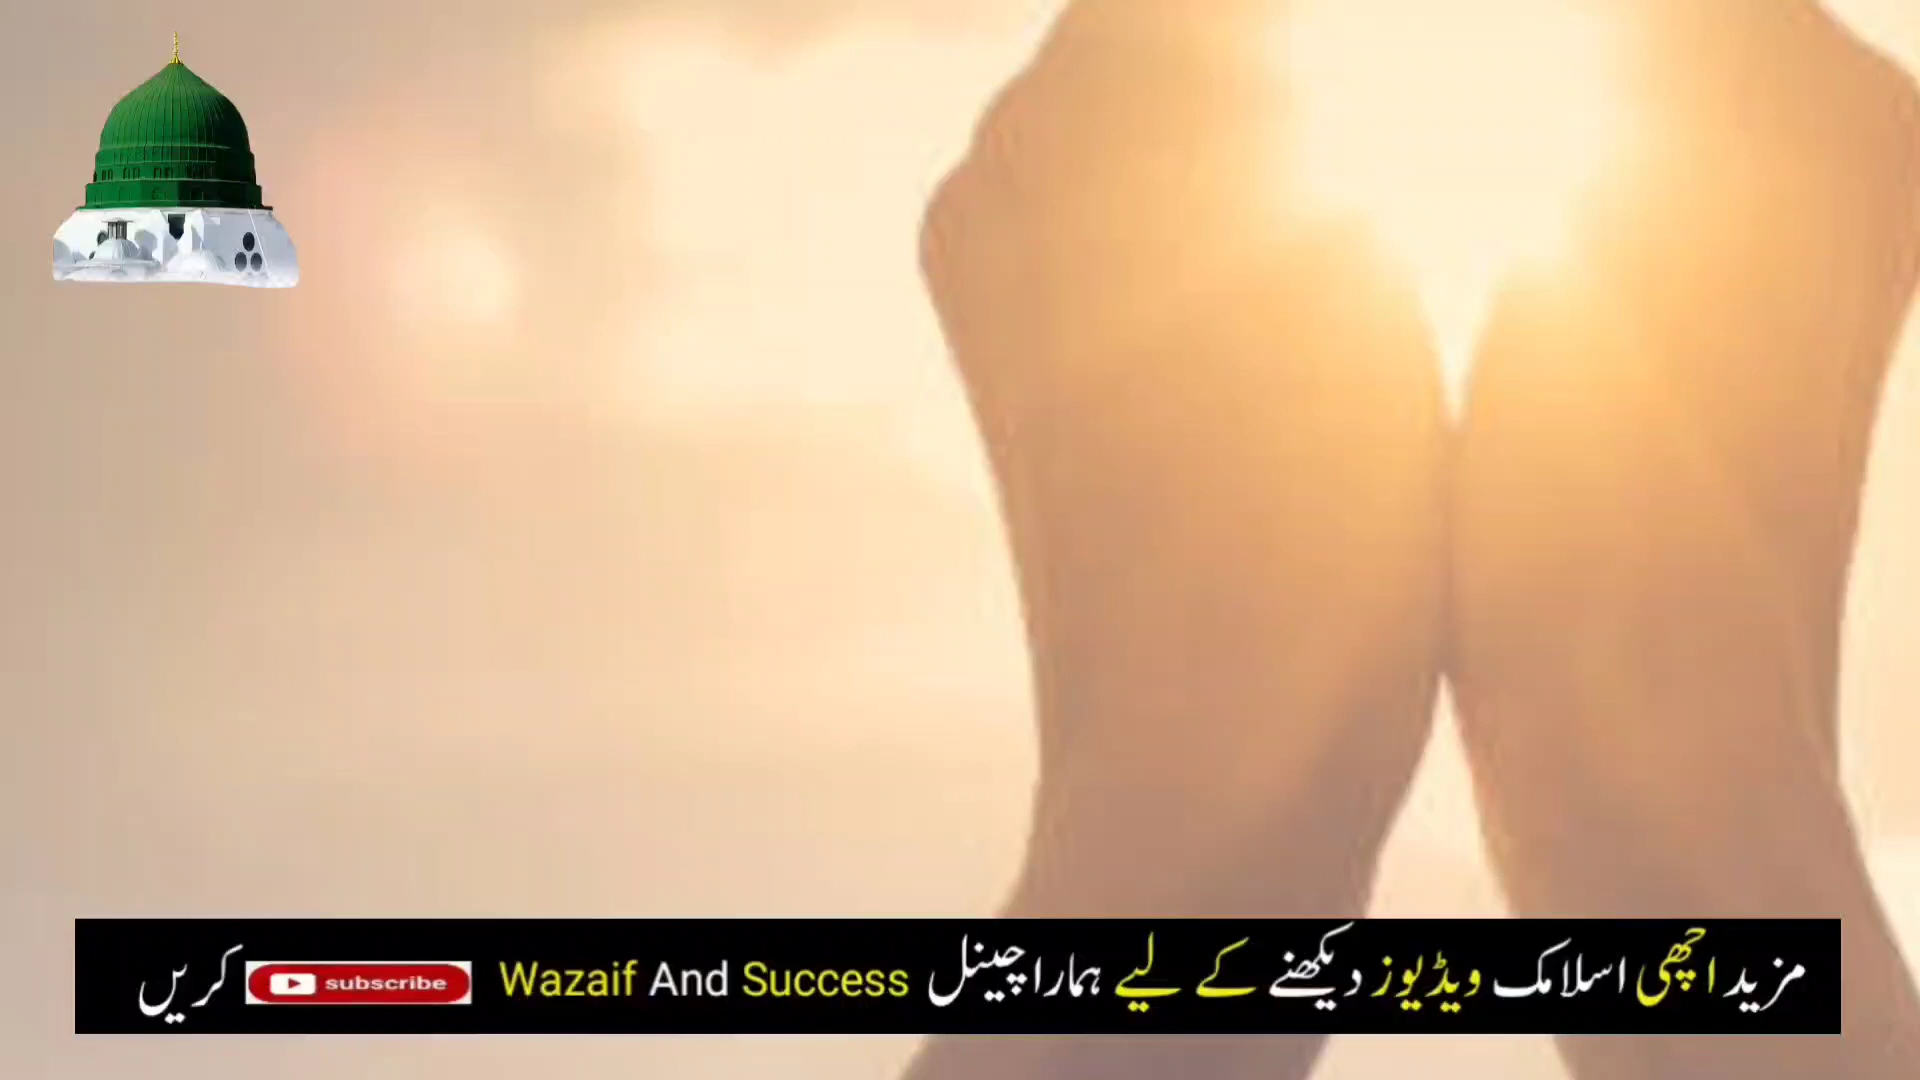 مزید اچھی اسلامک ویڈیوز دیکھنے کے لیے ہمارا چینل Wazaif And Success subscribe کریں